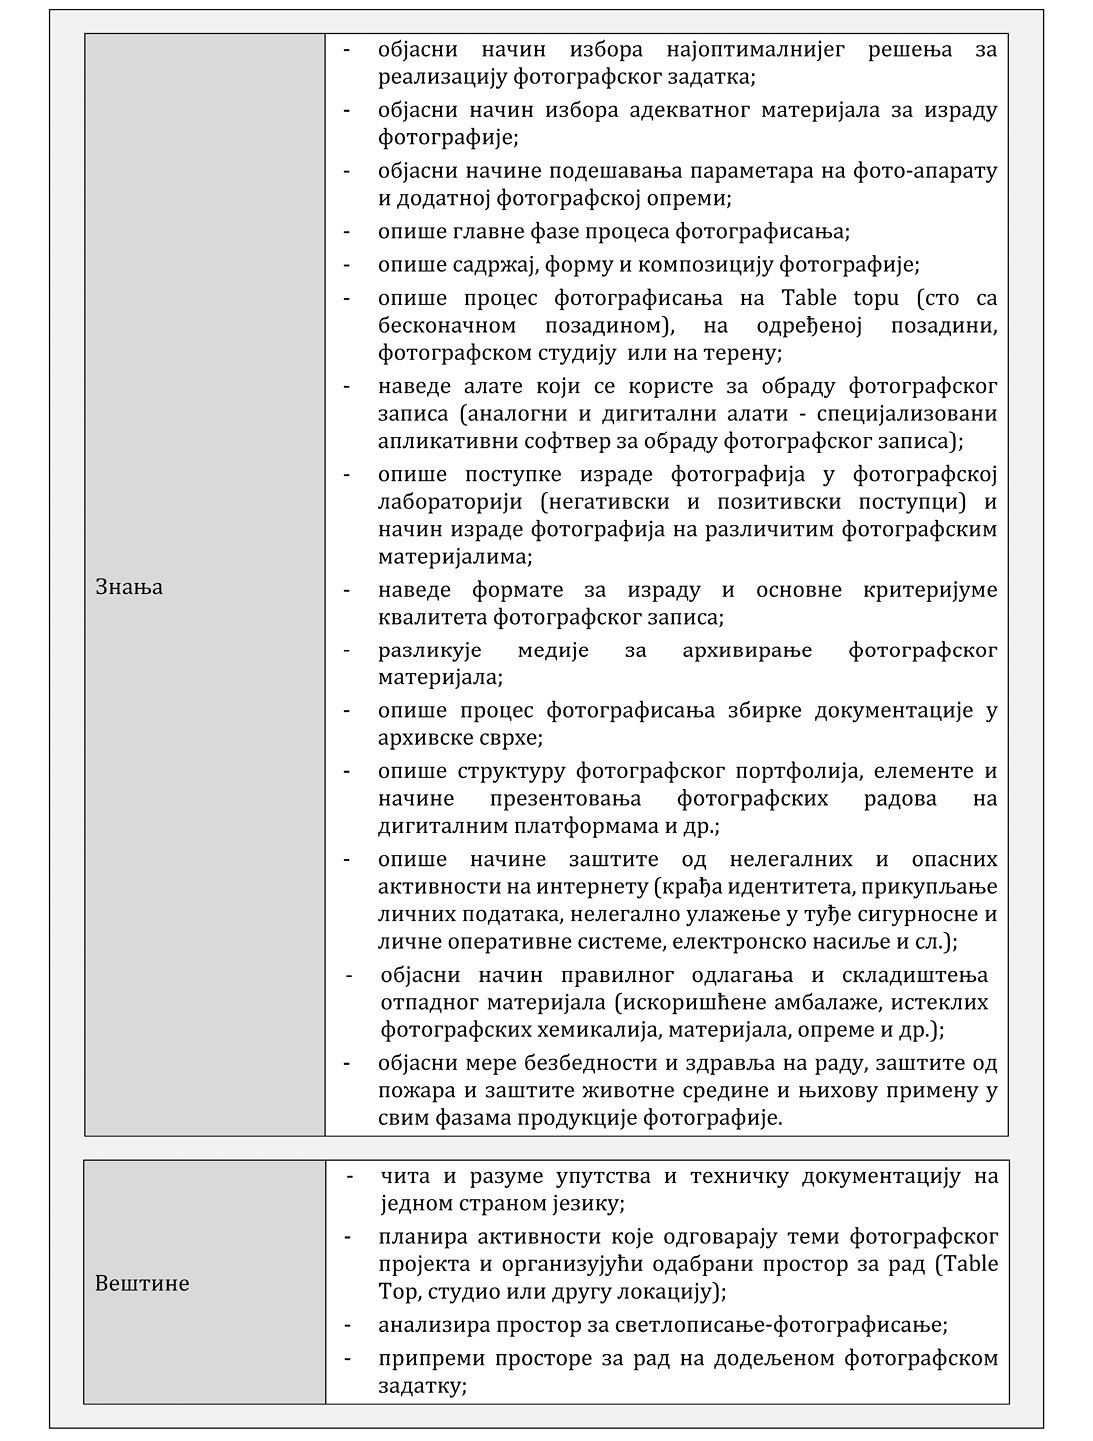 - објасни начин избора најоптималнијег решења за
реализацију фотографског задатка;
- објасни начин избора адекватног материјала за израду
фотографије;
- објасни начине подешавања параметара на фото-апарату
и додатној фотографској опреми;
- опише главне фазе процеса фотографисања;
- опише садржај, форму и композицију фотографије;
- опише процес фотографисања на Table topu (сто са
бесконачном позадином), на одређеној позадини,
фотографском студију или на терену;
- наведе алате који се користе за обраду фотографског
записа (аналогни и дигитални алати - специјализовани
апликативни софтвер за обраду фотографског записа);
- опише поступке израде фотографија у фотографској
лабораторији (негативски и позитивски поступци) и
начин израде фотографија на различитим фотографским
материјалима;
Знања
- наведе формате за израду и основне критеријуме
квалитета фотографског записа;
- разликује медије за архивирање фотографског
материјала;
- опише процес фотографисања збирке документације у
архивске сврхе;
- опише структуру фотографског портфолија, елементе и
начине презентовања фотографских радова на
дигиталним платформама и др.;
- опише начине заштите од нелегалних и опасних
активности на интернету (крађа идентитета, прикупљање
личних података, нелегално улажење у туђе сигурносне и
личне оперативне системе, електронско насиље и сл.);
- објасни начин правилног одлагања и складиштења
отпадног материјала (искоришћене амбалаже, истеклих
фотографских хемикалија, материјала, опреме и др.);
- објасни мере безбедности и здравља на раду, заштите од
пожара и заштите животне средине и њихову примену у
свим фазама продукције фотографије.
- чита и разуме упутства и техничку документацију на
једном страном језику;
- планира активности које одговарају теми фотографског
пројекта и организујући одабрани простор за рад (Table
Top, студио или другу локацију);
Вештине
- анализира простор за светлописање-фотографисање;
- припреми просторе за рад на додељеном фотографском
задатку;